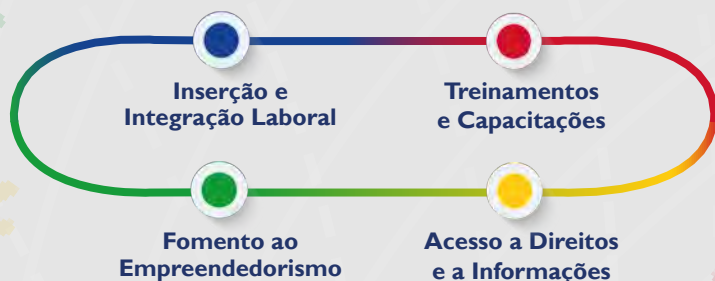 Inserção e
Integração Laboral
Treinamentos
e Capacitações
Fomento ao
Empreendedorismo
Acesso a Direitos
e a Informações